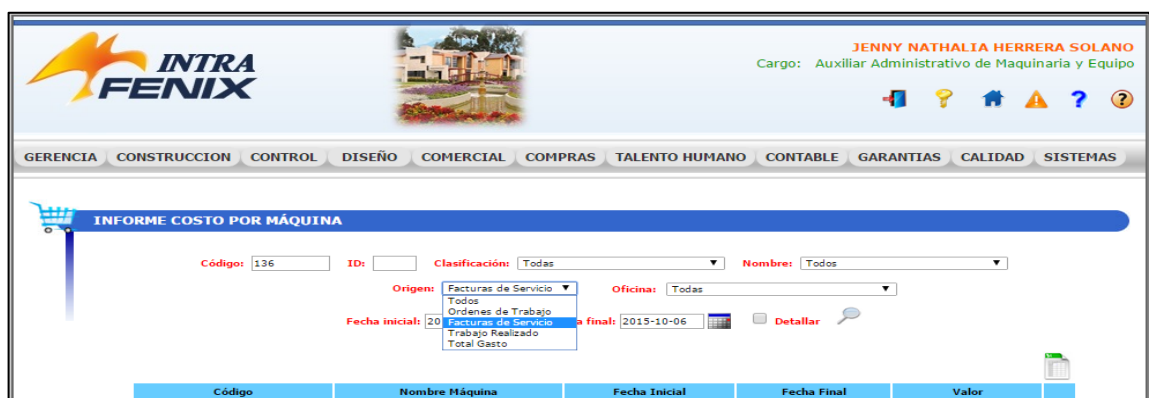 INTRA
FENIX
JENNY NATHALIA HERRERA SOLANO
Cargo: Auxiliar Administrativo de Maquinaria y Equipo
GERENCIA CONSTRUCCION CONTROL DISEÑO COMERCIAL COMPRAS TALENTO HUMANO CONTABLE GARANTIAS CALIDAD SISTEMAS
INFORME COSTO POR MÁQUINA
Código: 136 ID: Clasificación: Todas Nombre: Todos
Origen: Facturas de Servicio Oficina: Todas
Todos
Ordenes de Trabajo
Fecha inicial: 20 Facturas de Servicio a final: 2015-10-06 Detallar
Trabajo Realizado
Total Gasto
Código Nombre Máquina Fecha Inicial Fecha Final Valor